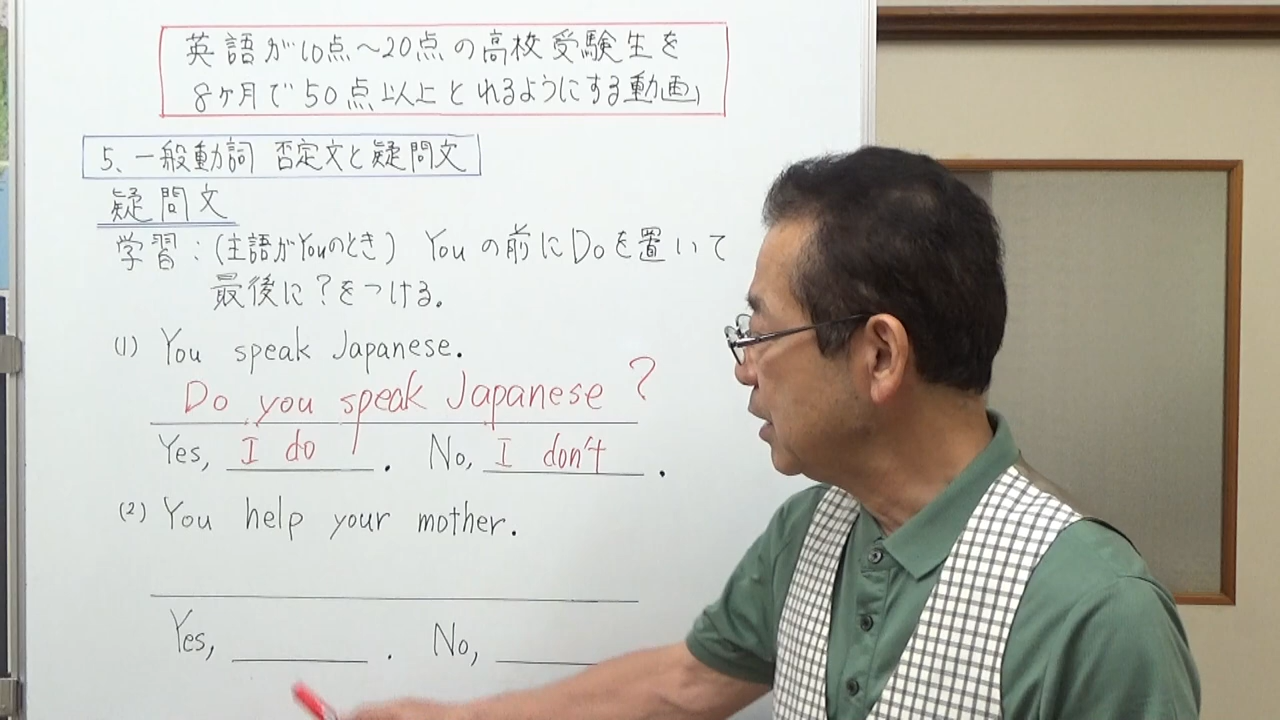 英語が10点～20点の高校受験生を
8ヶ月で50点以上とれるようにする動画」
5、一般動詞 否定文と疑問文
疑問文
学習：(主語がYouのとき) Youの前にDoを置いて
最後に？をつける。
(1) You speak Japanese.
Do you speak Japanese ?
Yes, I do . No, I don't .
(2) You help your mother.
Yes, . No,